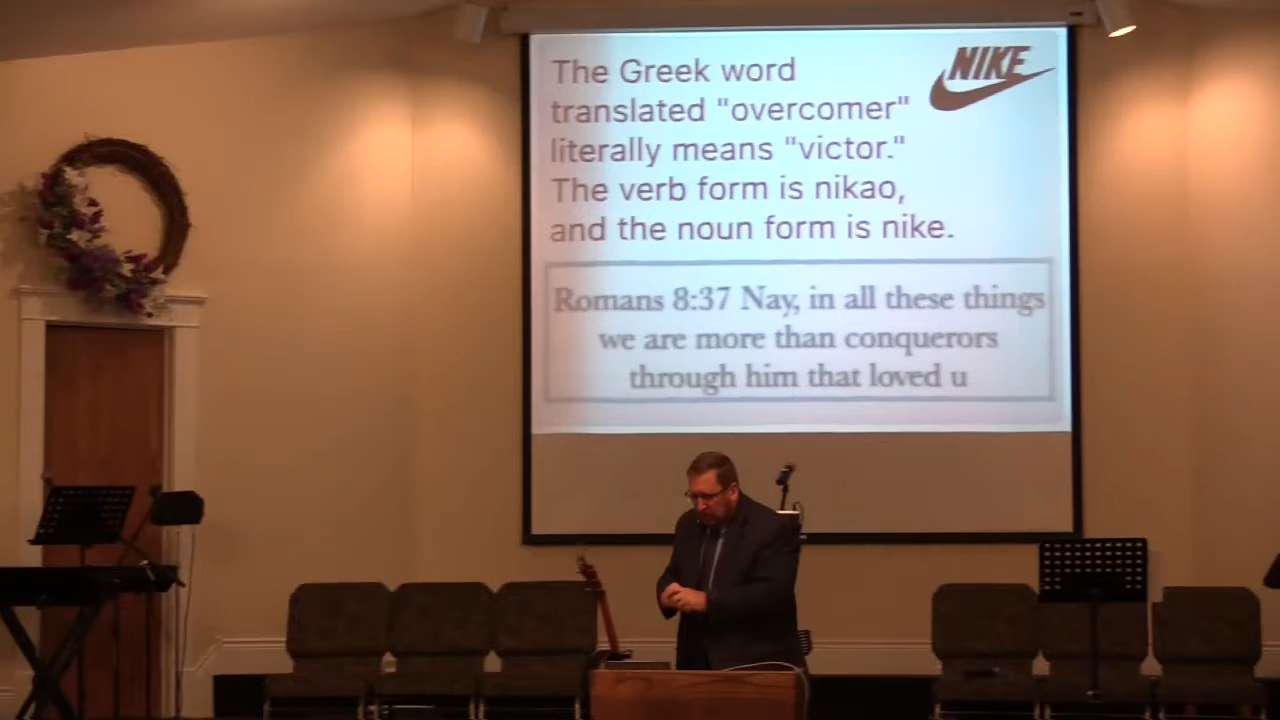 The Greek word
translated "overcomer"
literally means "victor."
The verb form is nikao,
and the noun form is nike.
NIKE
Romans 8:37 Nay, in all these things
we are more than conquerors
through him that loved u